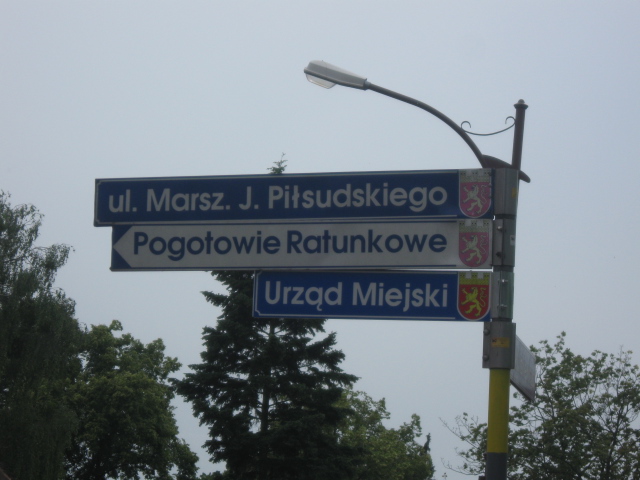 ul. Marsz. J. Piłsudskiego
Pogotowie Ratunkowe
Urząd Miejski